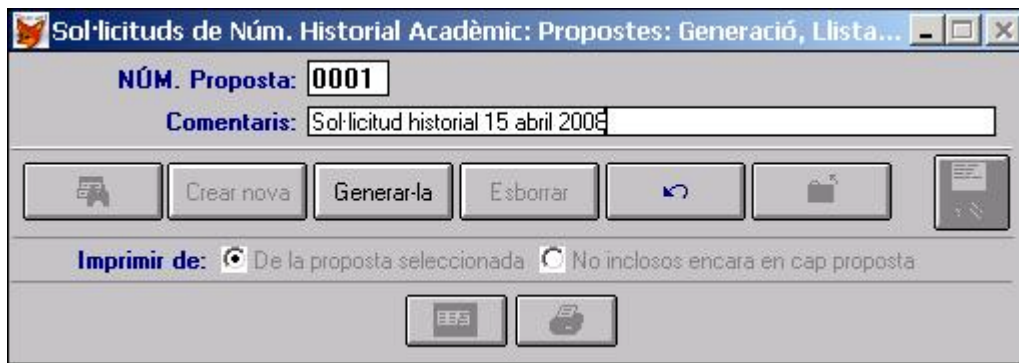 Sol·licituds de Núm. Historial Acadèmic: Propostes: Generació, Llista...
NÚM. Proposta: 0001
Comentaris: Sol·licitud historial 15 abril 2008
Crear nova Generar-la Esborrar
Imprimir de: De la proposta seleccionada No inclosos encara en cap proposta